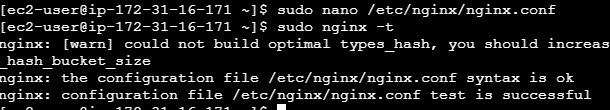 [ec2-user@ip-172-31-16-171 ~]$ sudo nano /etc/nginx/nginx.conf
[ec2-user@ip-172-31-16-171 ~]$ sudo nginx -t
nginx: [warn] could not build optimal types_hash, you should increas
_hash_bucket_size
nginx: the configuration file /etc/nginx/nginx.conf syntax is ok
nginx: configuration file /etc/nginx/nginx.conf test is successful
[ec2-user@ip-172-31-16-171 ~]$